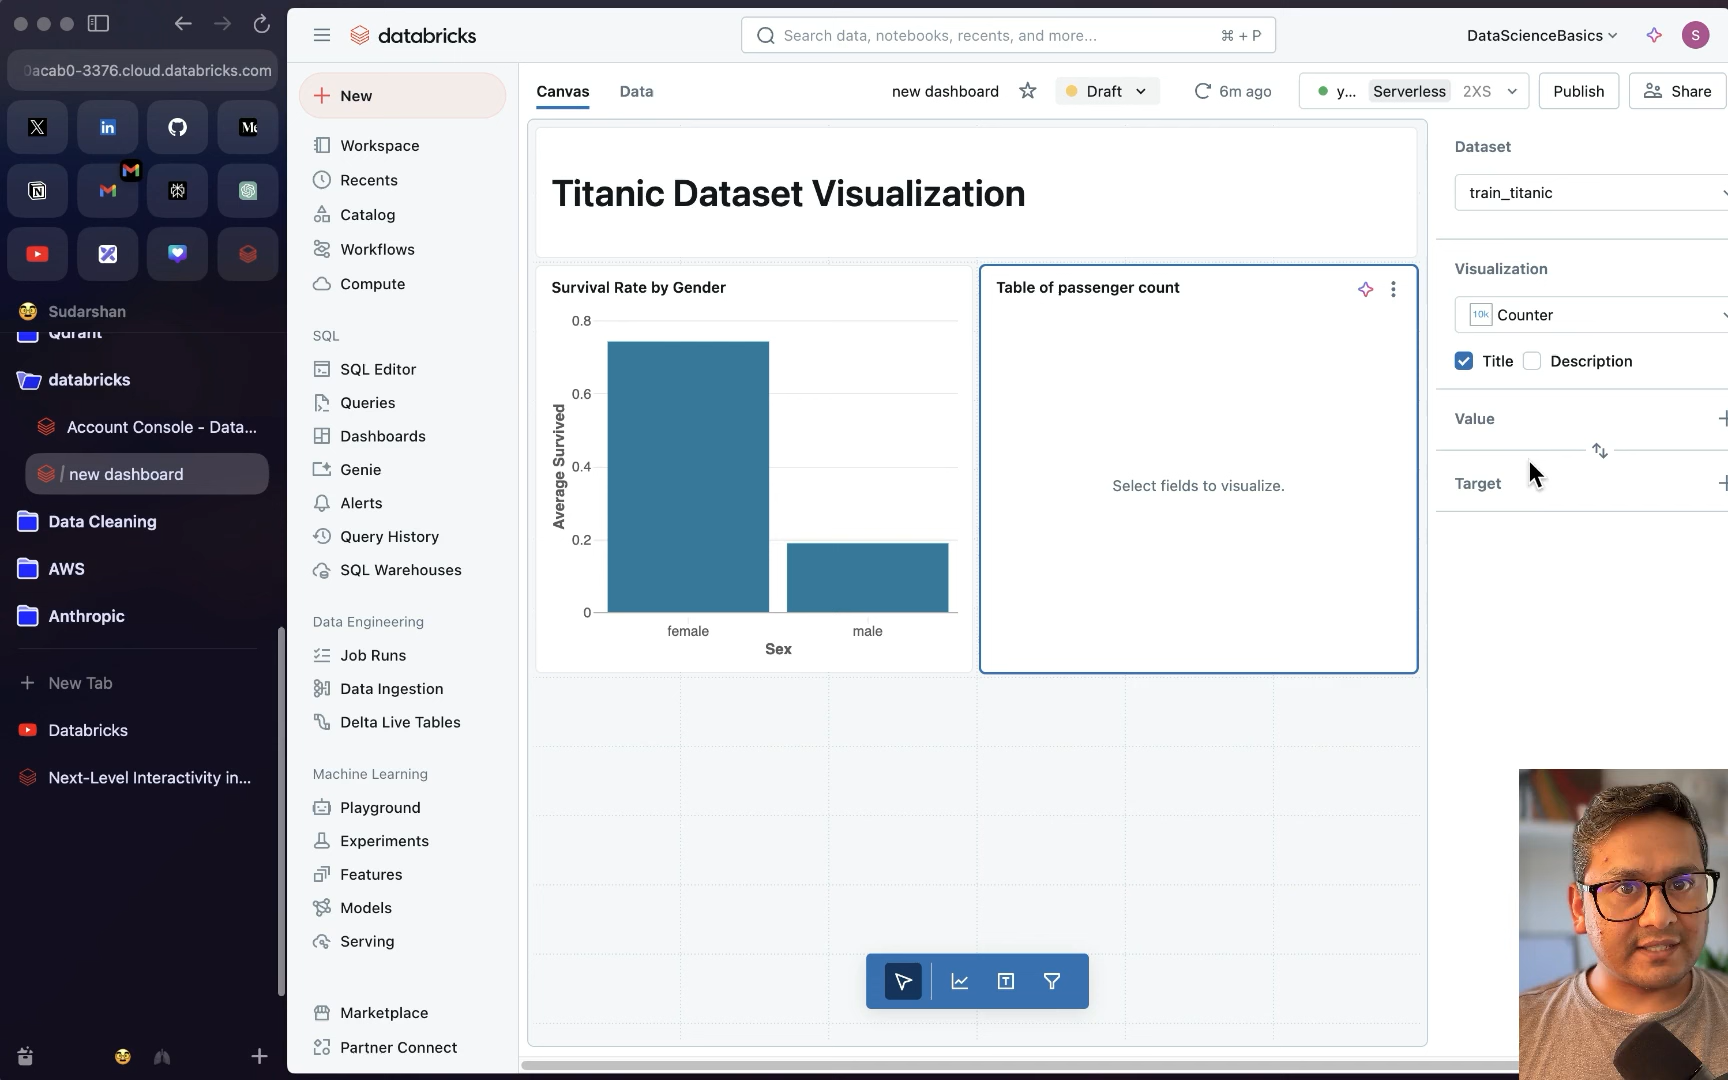 0acab0-3376.cloud.databricks.com
Sudarshan
Qdrant
databricks
Account Console - Data...
/ new dashboard
Data Cleaning
AWS
Anthropic
New Tab
Databricks
Next-Level Interactivity in...
databricks
Search data, notebooks, recents, and more...
⌘ + P
DataScienceBasics
S
New
Workspace
Recents
Catalog
Workflows
Compute
SQL
SQL Editor
Queries
Dashboards
Genie
Alerts
Query History
SQL Warehouses
Data Engineering
Job Runs
Data Ingestion
Delta Live Tables
Machine Learning
Playground
Experiments
Features
Models
Serving
Marketplace
Partner Connect
Canvas
Data
new dashboard
Draft
6m ago
y...
Serverless
2XS
Publish
Share
Titanic Dataset Visualization
Survival Rate by Gender
0.8
0.6
0.4
0.2
0
Average Survived
female
male
Sex
Table of passenger count
Select fields to visualize.
Dataset
train_titanic
Visualization
10k
Counter
Title
Description
Value
Target